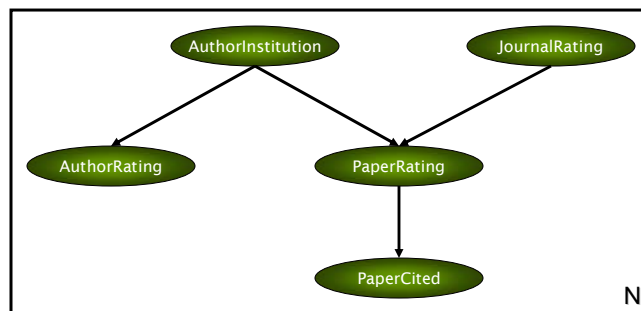 AuthorInstitution
JournalRating
AuthorRating
PaperRating
PaperCited
N